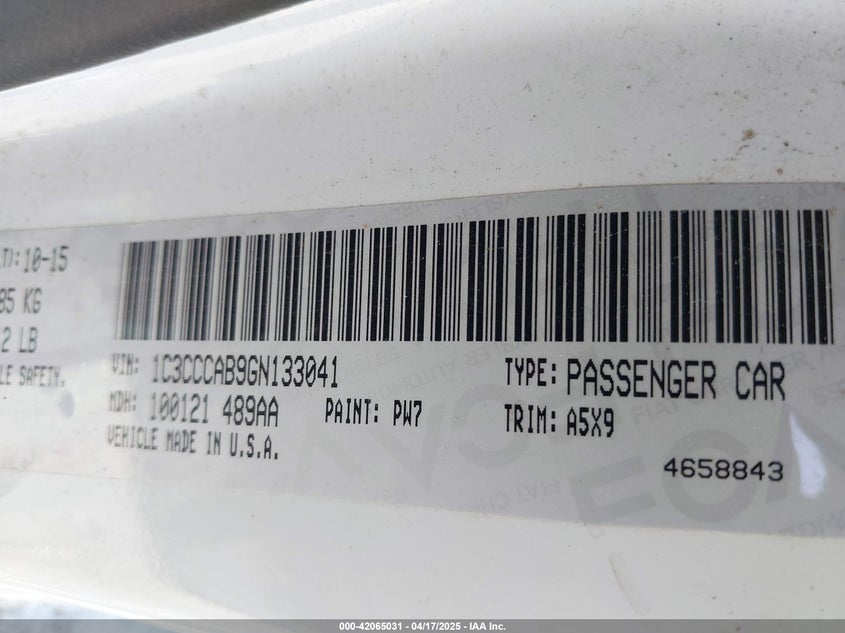 LT): 10-15
85 KG
2 LB
LE SAFETY.
VIN: 1C3CCCAB9GN133041
TYPE: PASSENGER CAR
MDH: 100121 489AA
PAINT: PW7
TRIM: A5X9
VEHICLE MADE IN U.S.A.
4658843
000-42065031 - 04/17/2025 - IAA Inc.